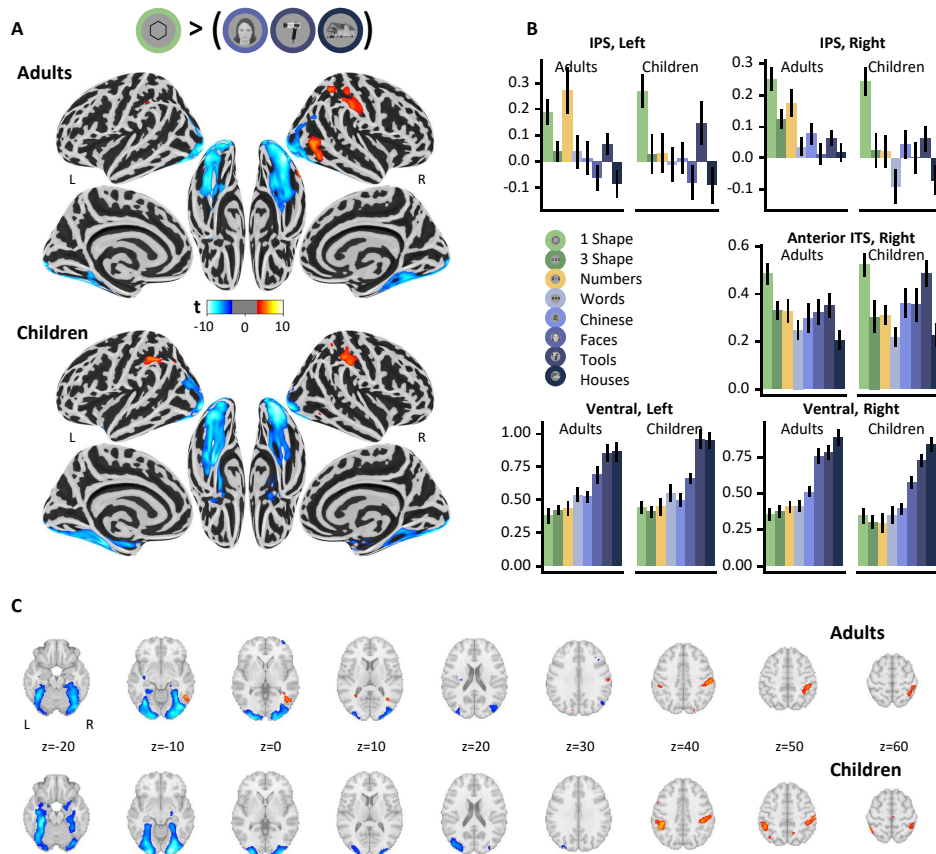 A
> ( )
Adults
L
R
t
-10 0 10
Children
L
R
B
IPS, Left
Adults
Children
0.3
0.2
0.1
0.0
-0.1
IPS, Right
Adults
Children
0.3
0.2
0.1
0.0
-0.1
1 Shape
3 Shape
Numbers
Words
Chinese
Faces
Tools
Houses
Anterior ITS, Right
Adults
Children
0.6
0.4
0.2
0.0
Ventral, Left
Adults
Children
1.00
0.75
0.50
0.25
0.00
Ventral, Right
Adults
Children
0.75
0.50
0.25
0.00
C
Adults
L R
z=-20 z=-10 z=0 z=10 z=20 z=30 z=40 z=50 z=60
Children